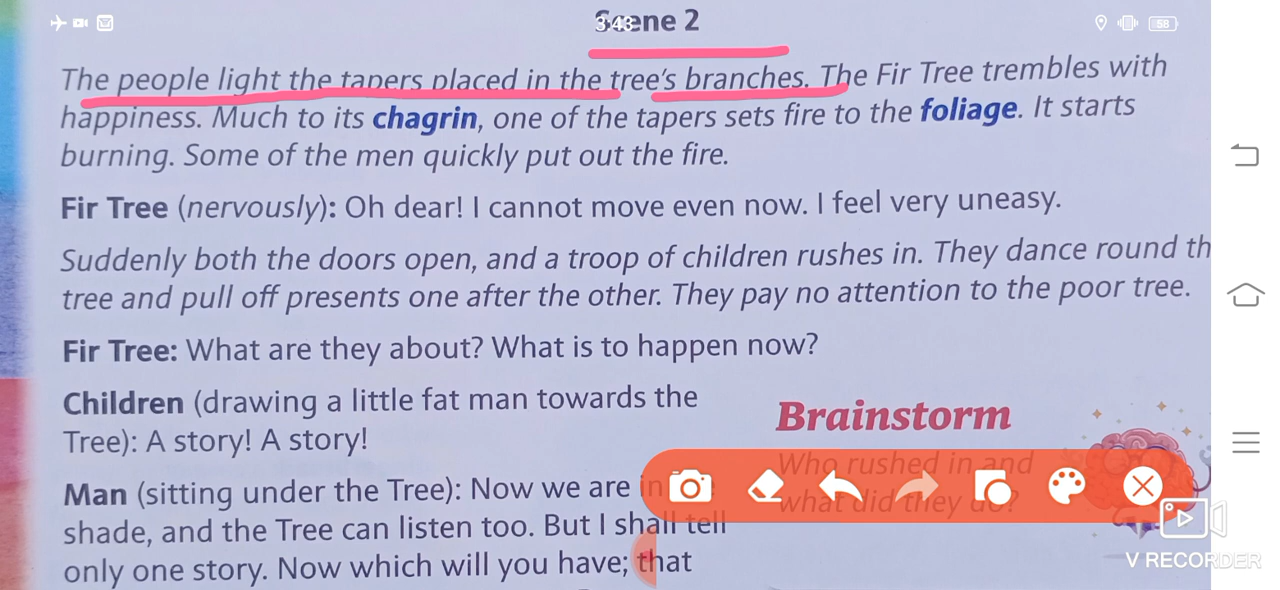 3:43
58
Scene 2
The people light the tapers placed in the tree's branches. The Fir Tree trembles with
happiness. Much to its chagrin, one of the tapers sets fire to the foliage. It starts
burning. Some of the men quickly put out the fire.
Fir Tree (nervously): Oh dear! I cannot move even now. I feel very uneasy.
Suddenly both the doors open, and a troop of children rushes in. They dance round th
tree and pull off presents one after the other. They pay no attention to the poor tree.
Fir Tree: What are they about? What is to happen now?
Children (drawing a little fat man towards the
Tree): A story! A story!
Brainstorm
Who rushed in and
what did they do?
Man (sitting under the Tree): Now we are in
shade, and the Tree can listen too. But I shall tell
only one story. Now which will you have; that
V RECORDER